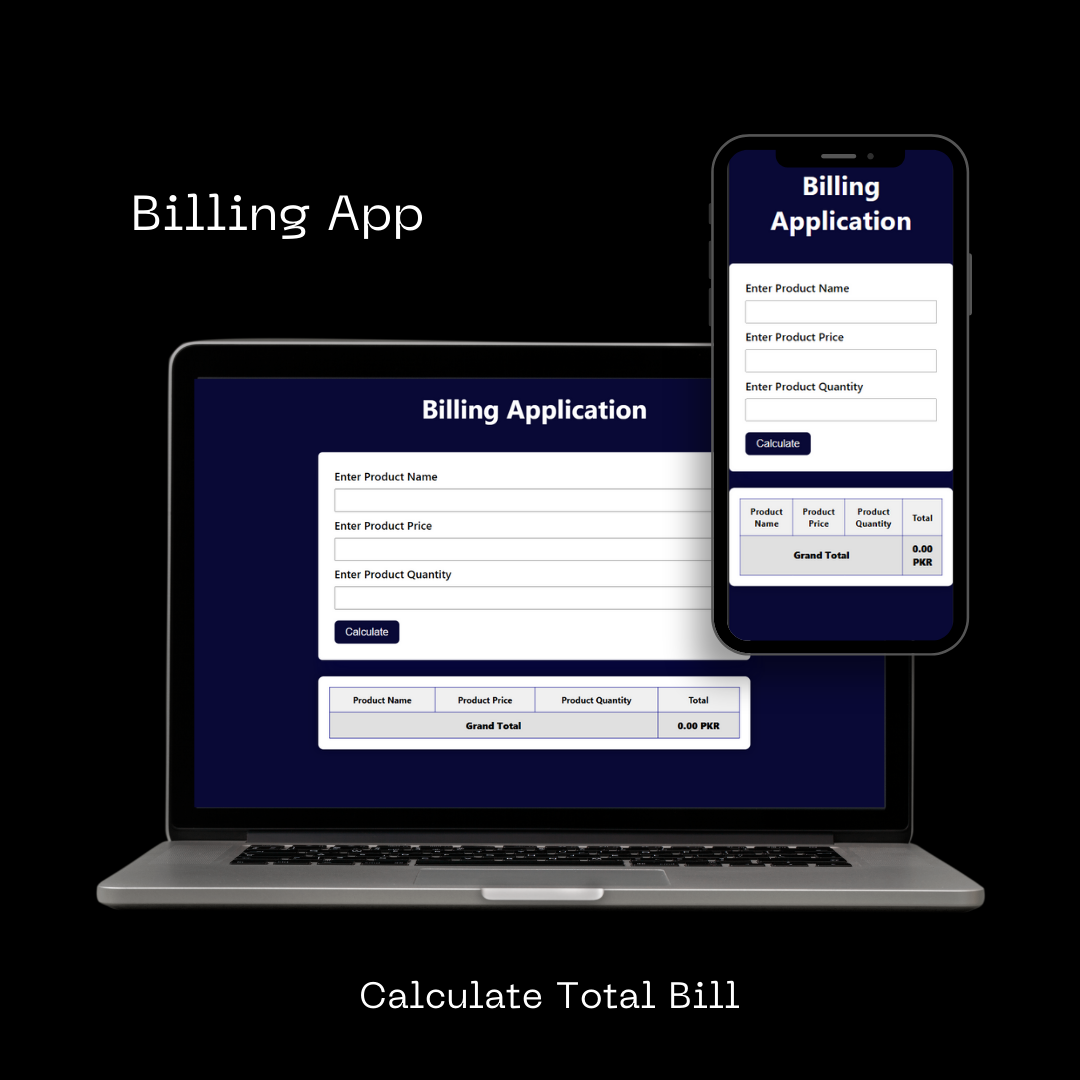 Billing App
Billing
Application
Enter Product Name
Enter Product Price
Enter Product Quantity
Calculate
Product Name Product Price Product Quantity Total
Grand Total 0.00 PKR
Billing Application
Enter Product Name
Enter Product Price
Enter Product Quantity
Calculate
Product Name Product Price Product Quantity Total
Grand Total 0.00 PKR
Calculate Total Bill